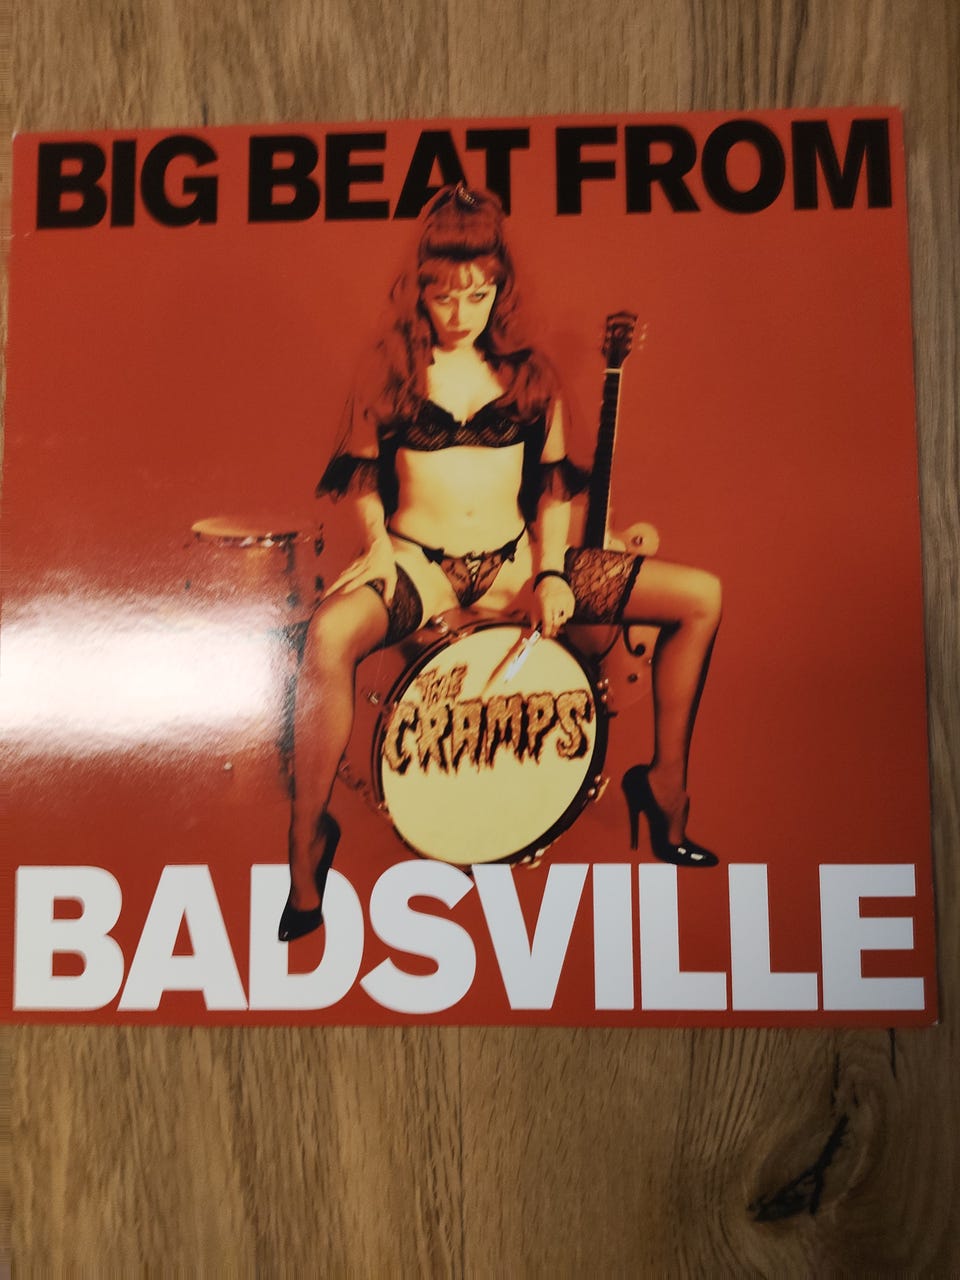 BIG BEAT FROM
THE
CRAMPS
BADSVILLE